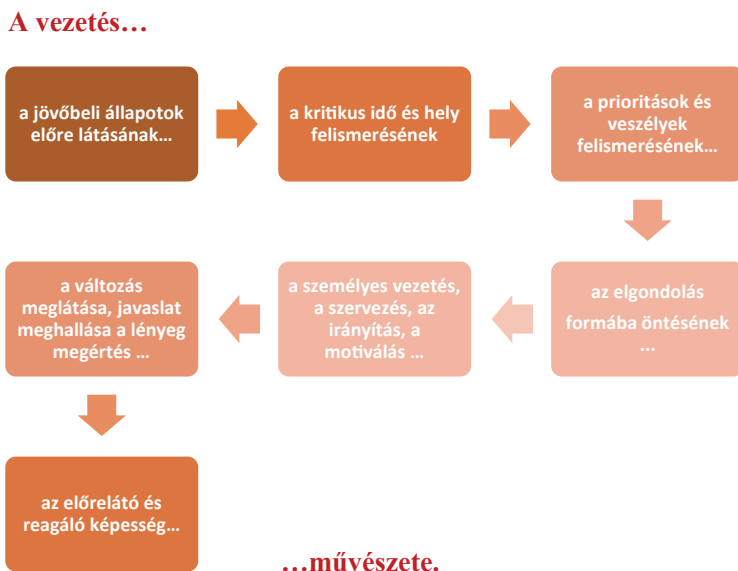 A vezetés…
a jövőbeli állapotok
előre látásának…
a kritikus idő és hely
felismerésének
a prioritások és
veszélyek
felismerésének…
az elgondolás
formába öntésének
...
a személyes vezetés,
a szervezés, az
irányítás, a
motiválás …
a változás
meglátása, javaslat
meghallása a lényeg
megértés …
az előrelátó és
reagáló képesség…
…művészete.